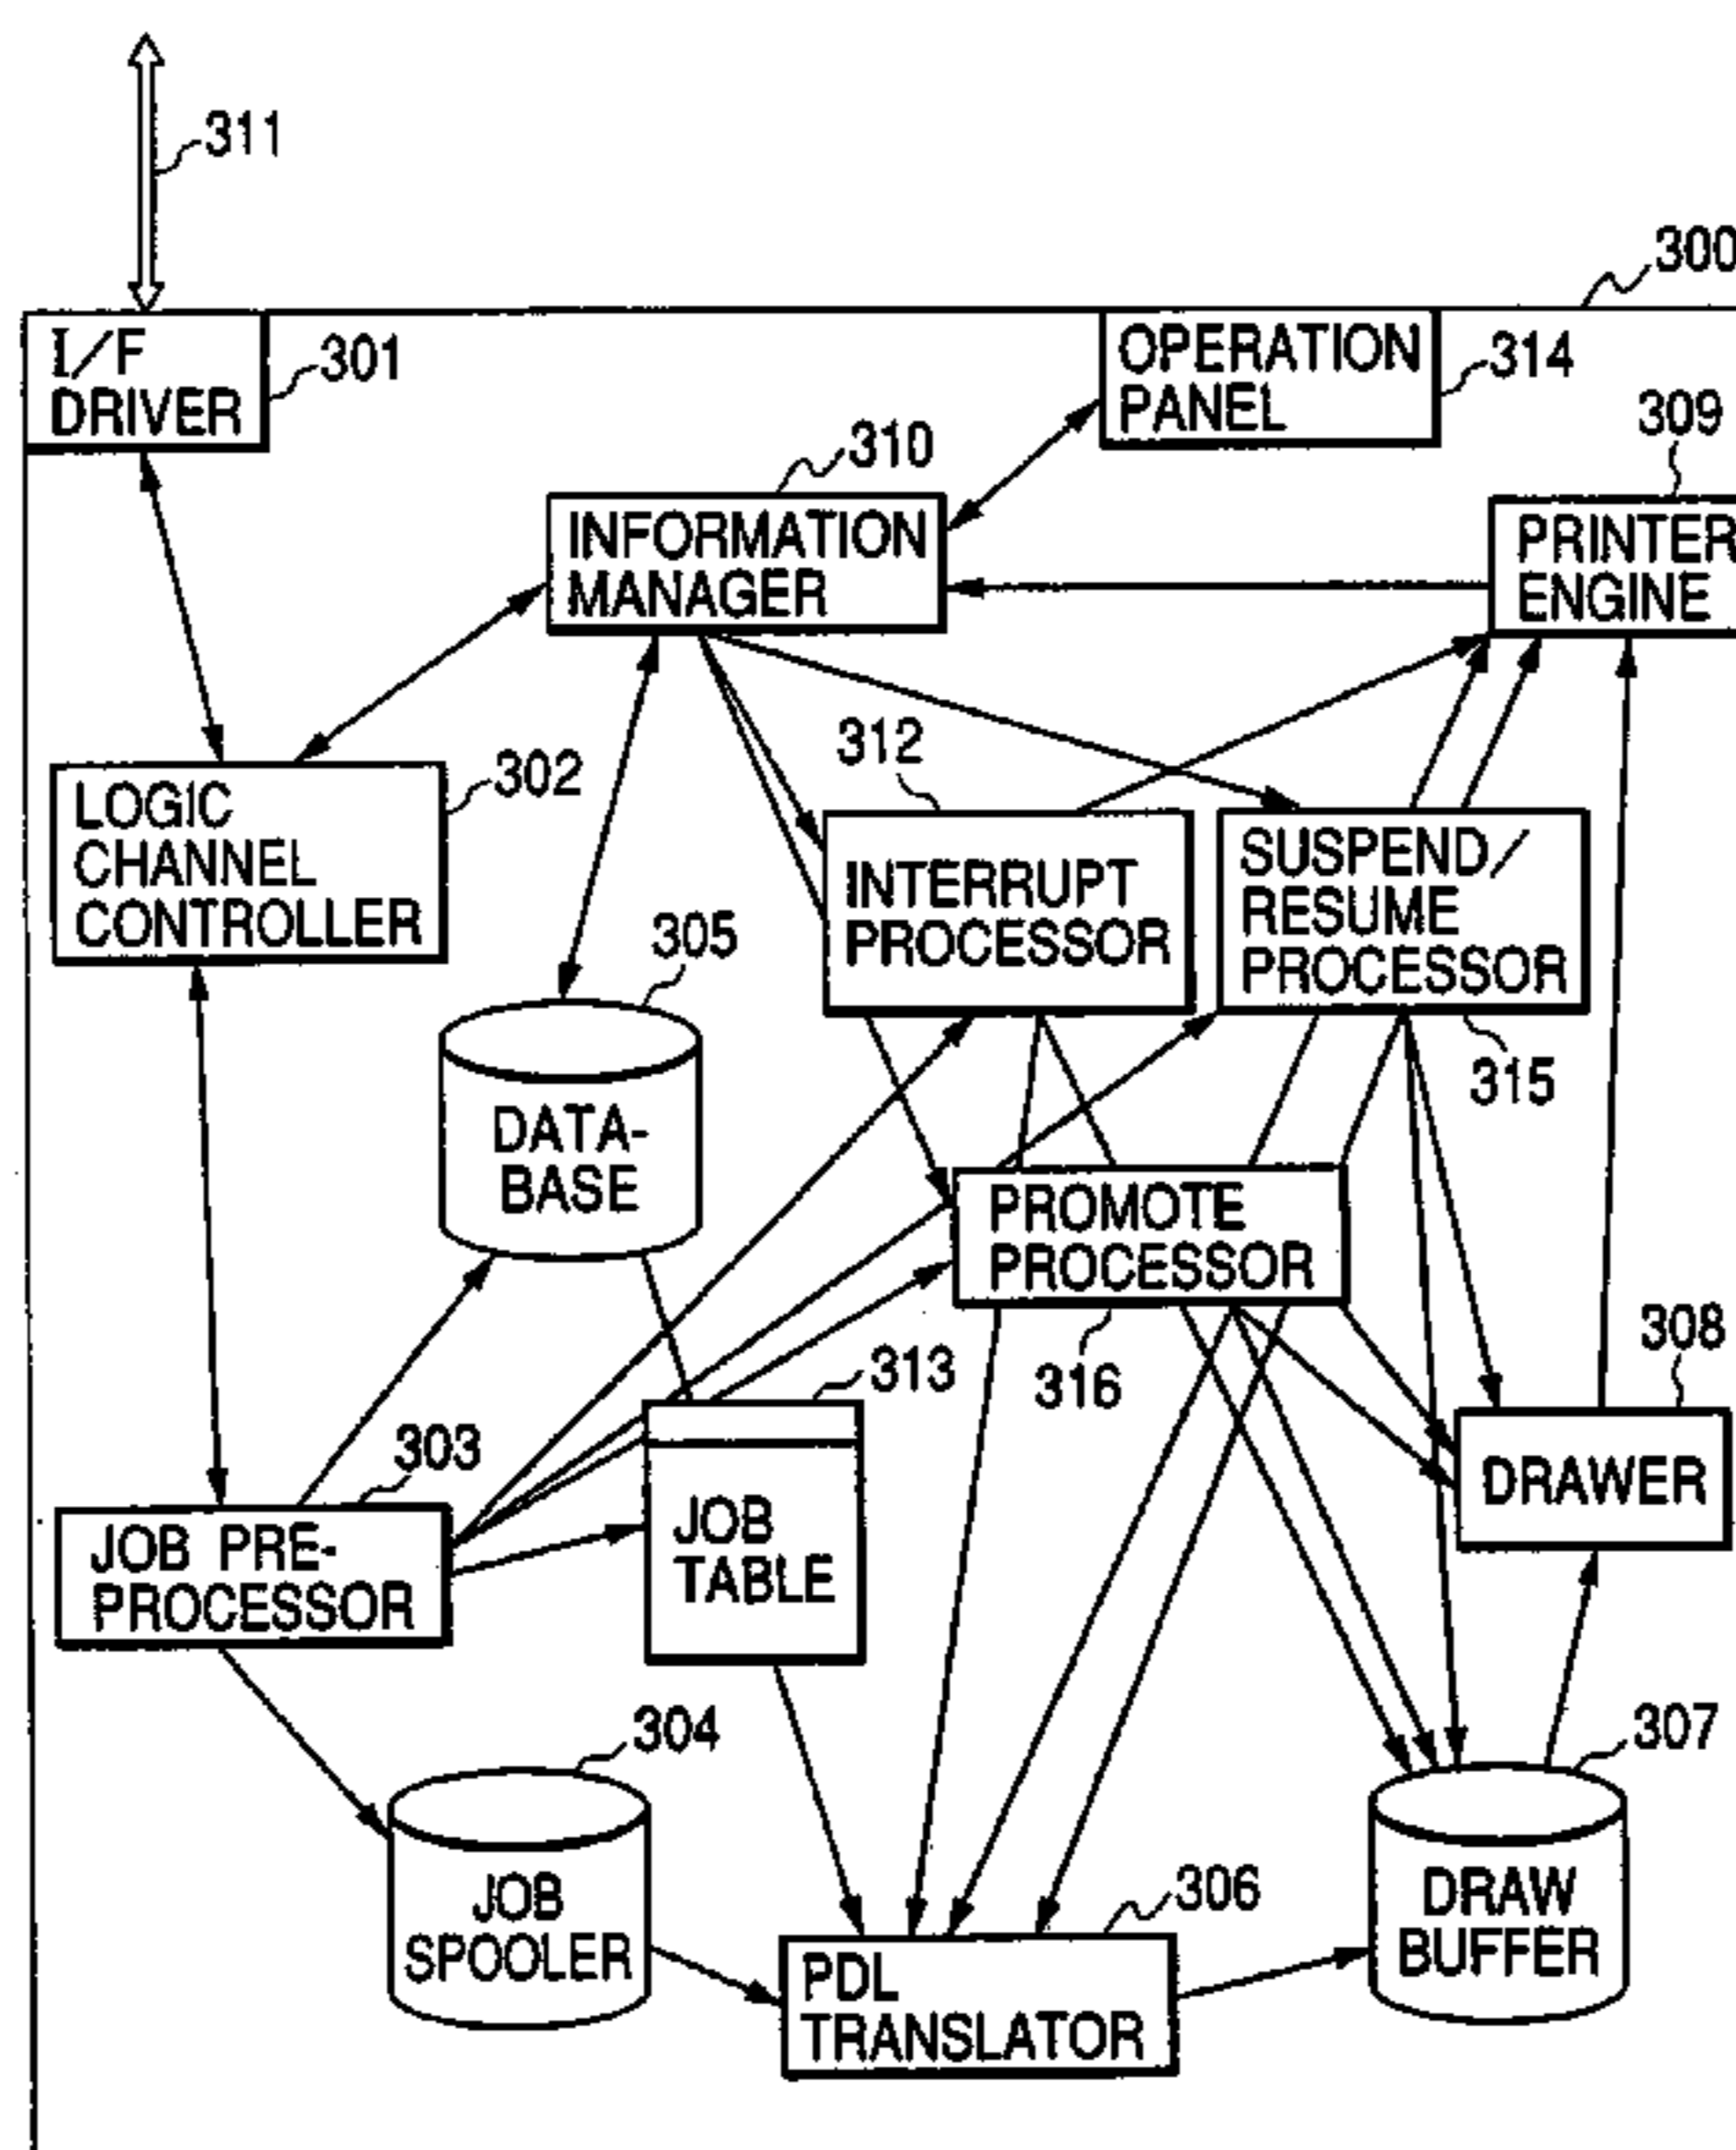 311
300
I/F
DRIVER
301
OPERATION
PANEL
314
309
310
INFORMATION
MANAGER
PRINTER
ENGINE
312
302
LOGIC
CHANNEL
CONTROLLER
INTERRUPT
PROCESSOR
SUSPEND/
RESUME
PROCESSOR
305
315
DATA-
BASE
PROMOTE
PROCESSOR
316
308
313
303
DRAWER
JOB PRE-
PROCESSOR
JOB
TABLE
304
307
JOB
SPOOLER
306
DRAW
BUFFER
PDL
TRANSLATOR